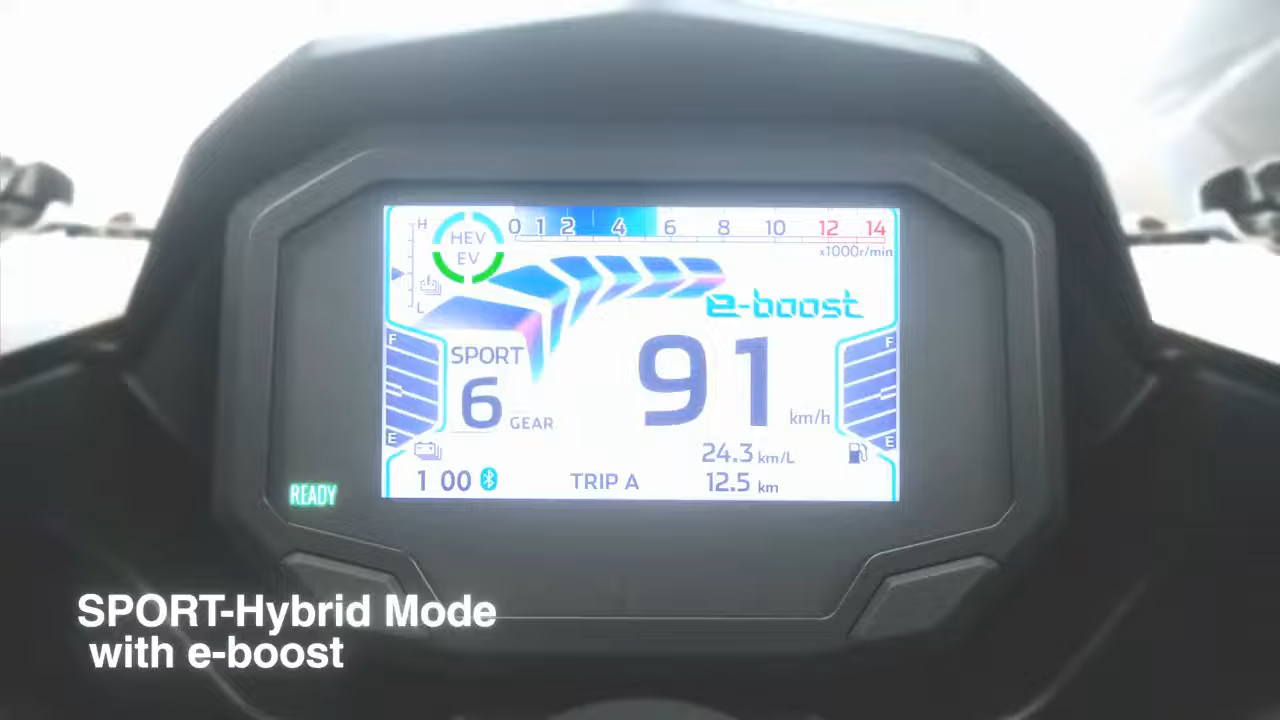 H
HEV
EV
L
0 1 2 4 6 8 10 12 14
x1000r/min
e-boost
F
SPORT
6 GEAR
E
91 km/h
F
E
24.3 km/L
1 00
TRIP A
12.5 km
READY
SPORT-Hybrid Mode
with e-boost